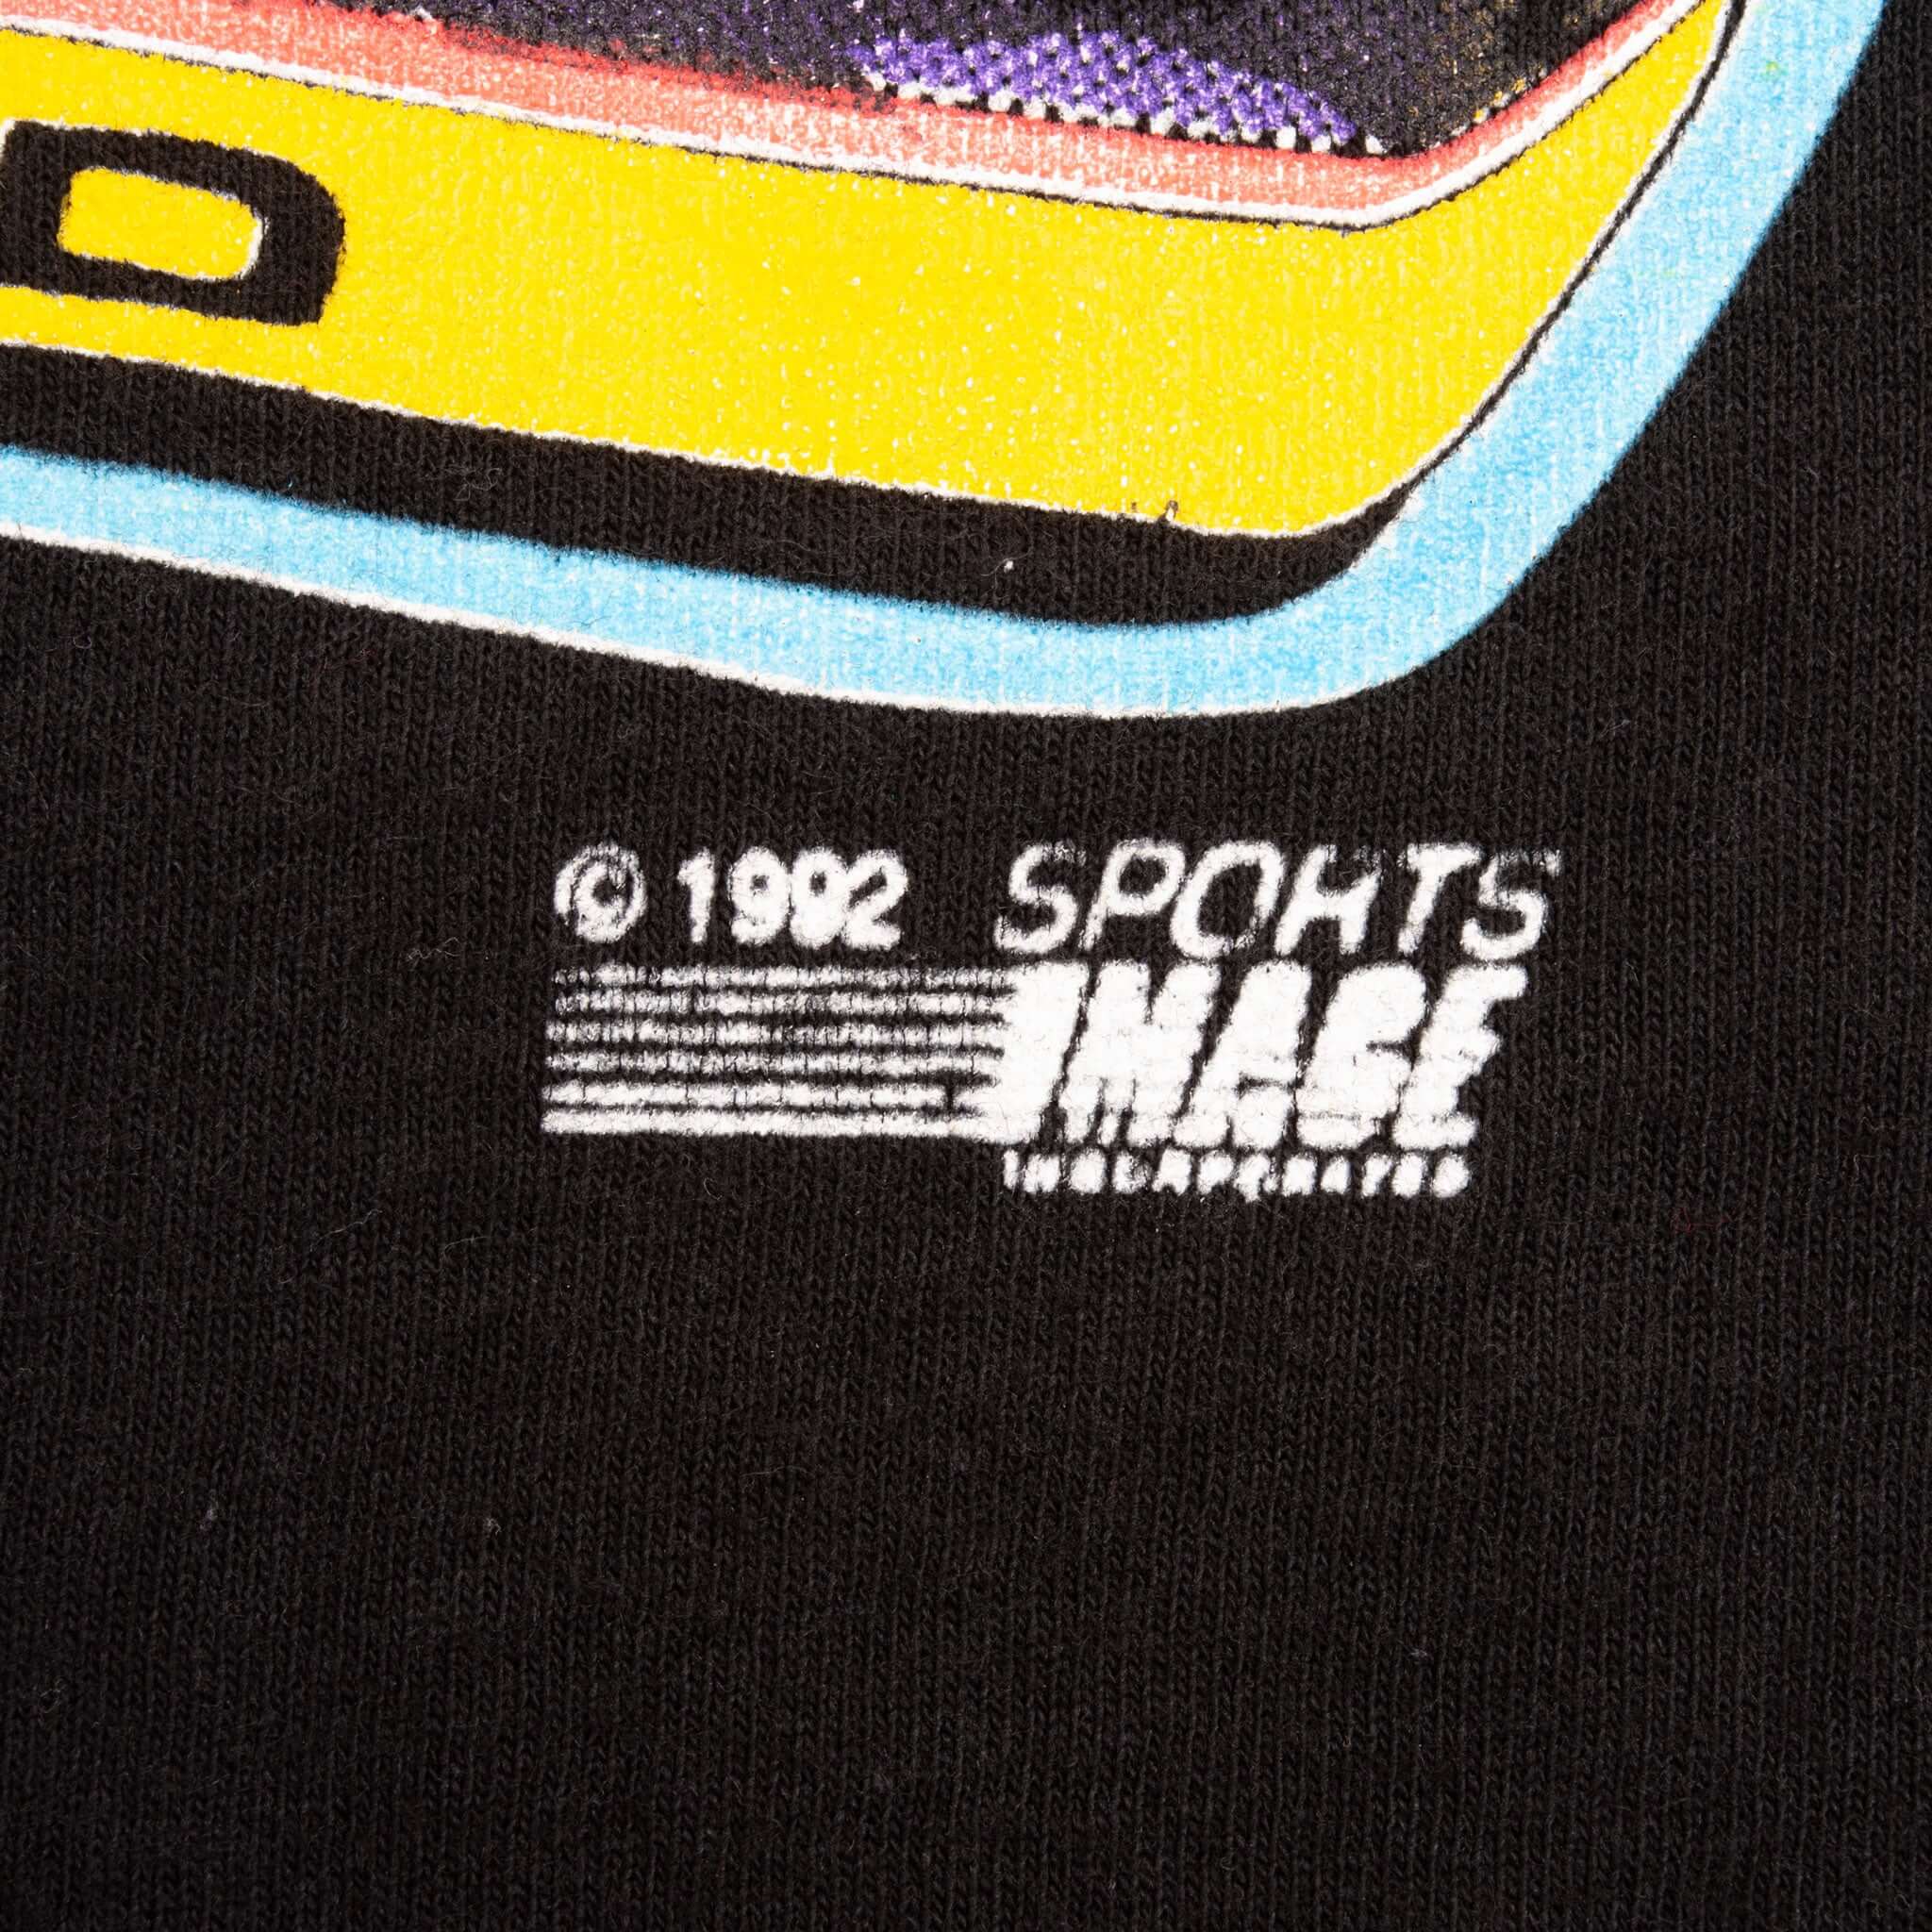 D
© 1992 SPORTS
IMAGE
INCORPORATED